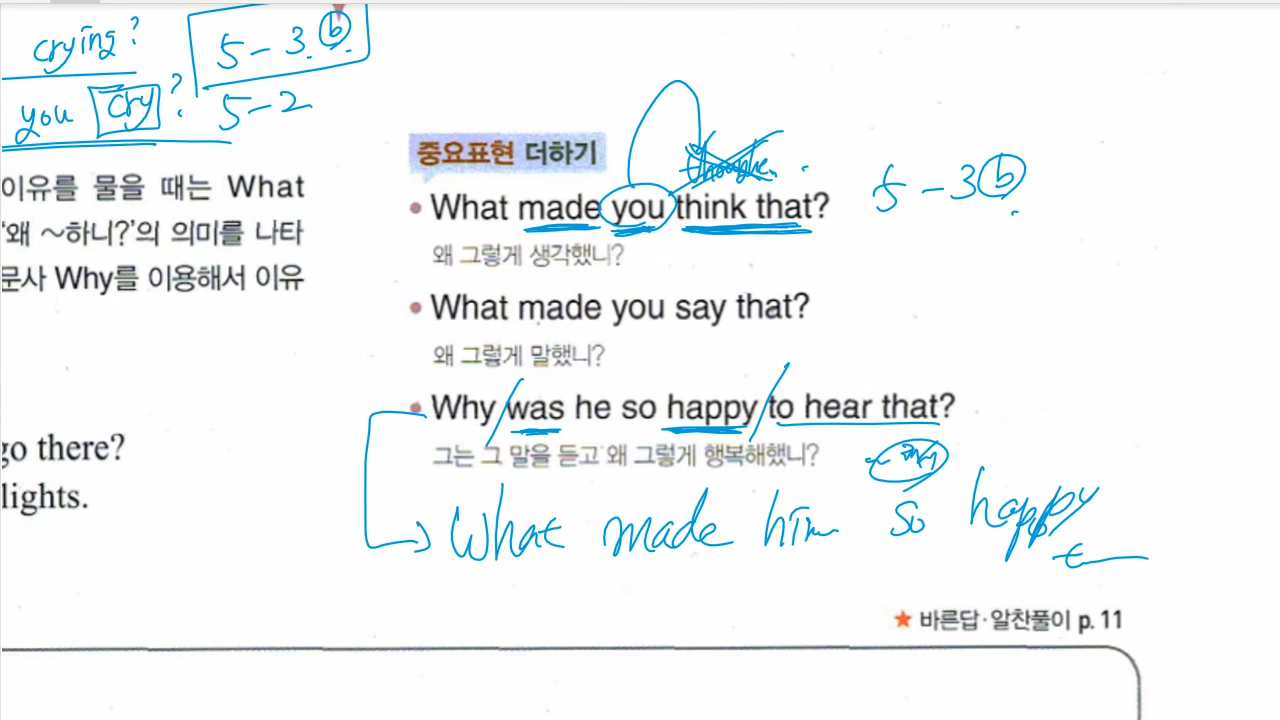 crying?
5-3.ⓑ.
you cry?
5-2
중요표현 더하기
이유를 물을 때는 What
'왜 ~하니?'의 의미를 나타
문사 Why를 이용해서 이유
• What made you think that?
5-3ⓑ.
왜 그렇게 생각했니?
• What made you say that?
왜 그렇게 말했니?
• Why was he so happy to hear that?
그는 그 말을 듣고 왜 그렇게 행복해했니?
go there?
lights.
→ What made him so happy
★ 바른답·알찬풀이 p. 11